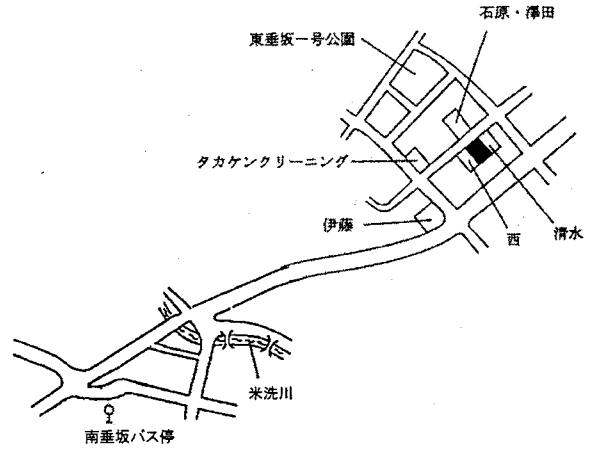 石原・澤田
東垂坂一号公園
タカケンクリーニング
伊藤
西
清水
米洗川
南垂坂バス停